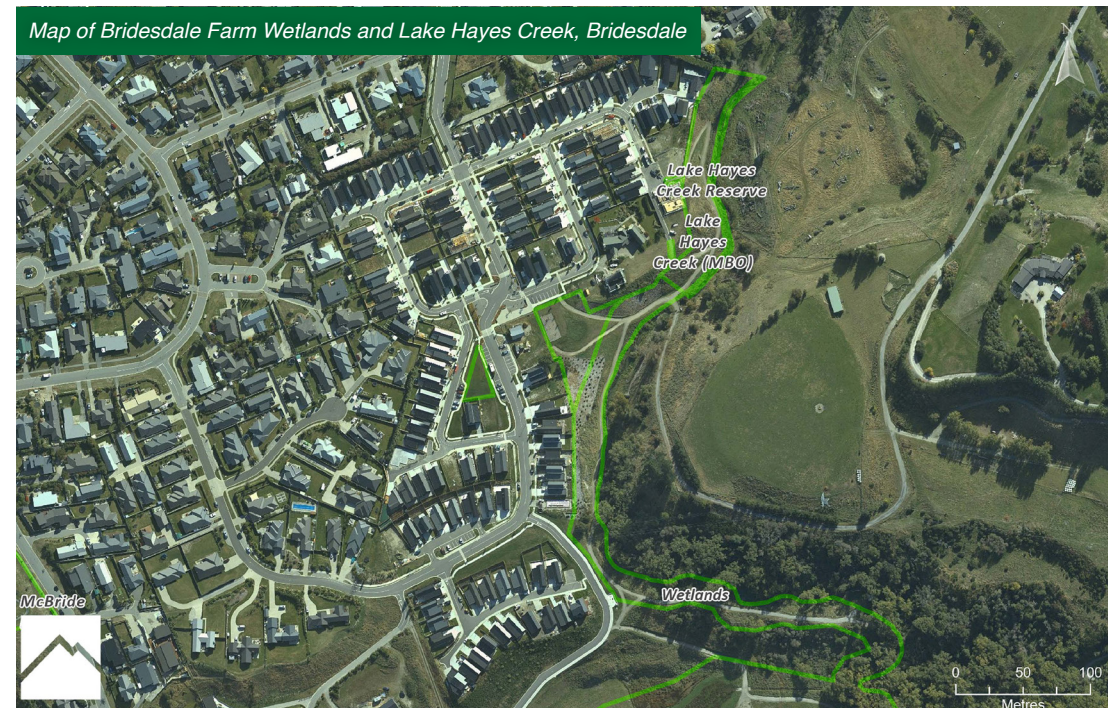 Map of Bridesdale Farm Wetlands and Lake Hayes Creek, Bridesdale
N
Lake Hayes
Creek Reserve
Lake
Hayes
Creek (MBO)
Wetlands
McBride
0 50 100
Metres